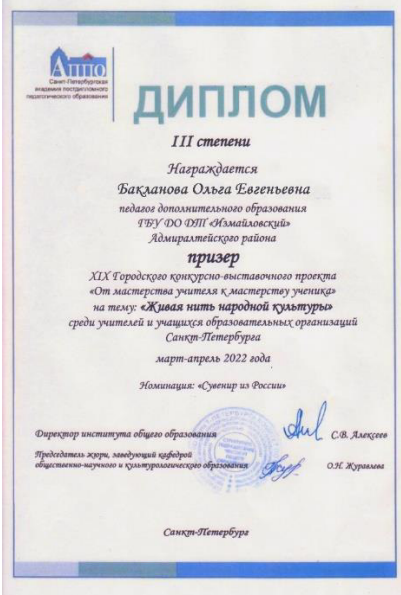 АППО
Санкт-Петербургская
академия постдипломного
педагогического образования
ДИПЛОМ
III степени
Награждается
Бакланова Ольга Евгеньевна
педагог дополнительного образования
ГБУ ДО ДТ «Измайловский»
Адмиралтейского района
призер
XIX Городского конкурсно-выставочного проекта
«От мастерства учителя к мастерству ученика»
на тему: «Живая нить народной культуры»
среди учителей и учащихся образовательных организаций
Санкт-Петербурга
март-апрель 2022 года
Номинация: «Сувенир из России»
Директор института общего образования С.В. Алексеев
Председатель жюри, заведующий кафедрой
общественно-научного и культурологического образования О.Н. Журавлева
Санкт-Петербург